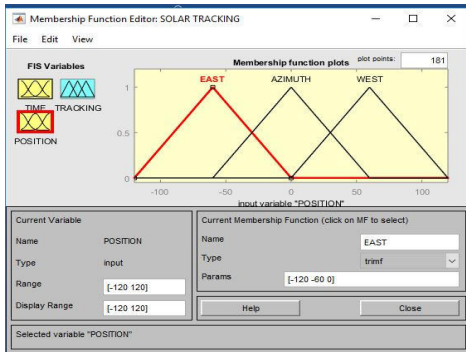 Membership Function Editor: SOLAR TRACKING
File Edit View
FIS Variables
TIME TRACKING
POSITION
Membership function plots plot points: 181
EAST AZIMUTH WEST
1
0.5
0
-100 -50 0 50 100
input variable "POSITION"
Current Variable
Name POSITION
Type input
Range [-120 120]
Display Range [-120 120]
Current Membership Function (click on MF to select)
Name EAST
Type trimf
Params [-120 -60 0]
Help Close
Selected variable "POSITION"